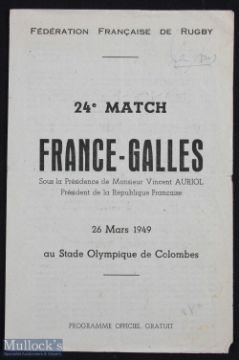 FÉDÉRATION FRANÇAISE DE RUGBY
24e MATCH
FRANCE-GALLES
Sous la Présidence de Monsieur Vincent AURIOL
Président de la République Française
26 Mars 1949
au Stade Olympique de Colombes
PROGRAMME OFFICIEL GRATUIT
Mullock's